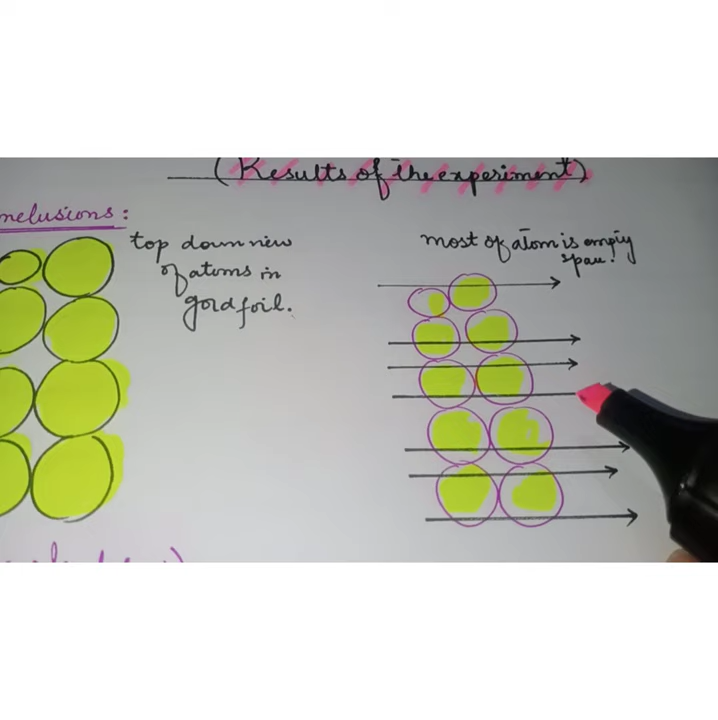 (Results of the experiment)
nclusions:
top down view
of atoms in
gold foil.
most of atom is empty
space!